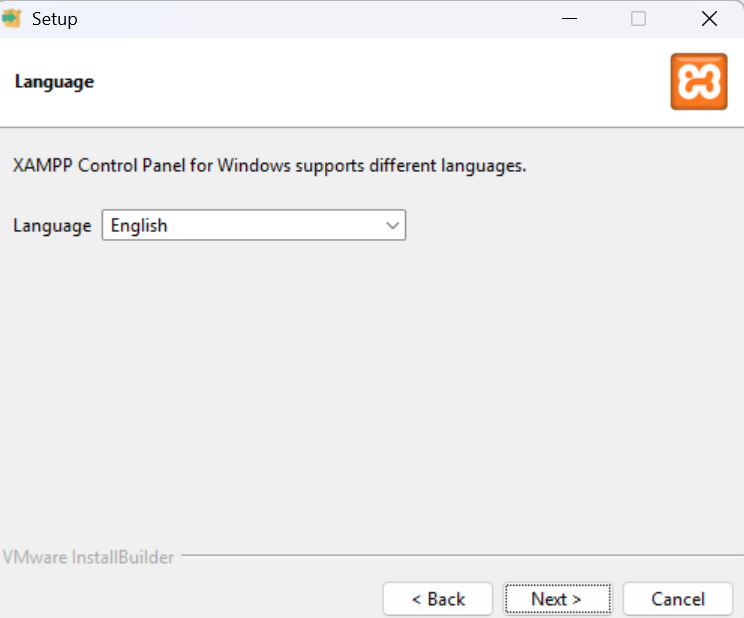 Setup
Language
XAMPP Control Panel for Windows supports different languages.
Language English
VMware InstallBuilder
< Back Next > Cancel